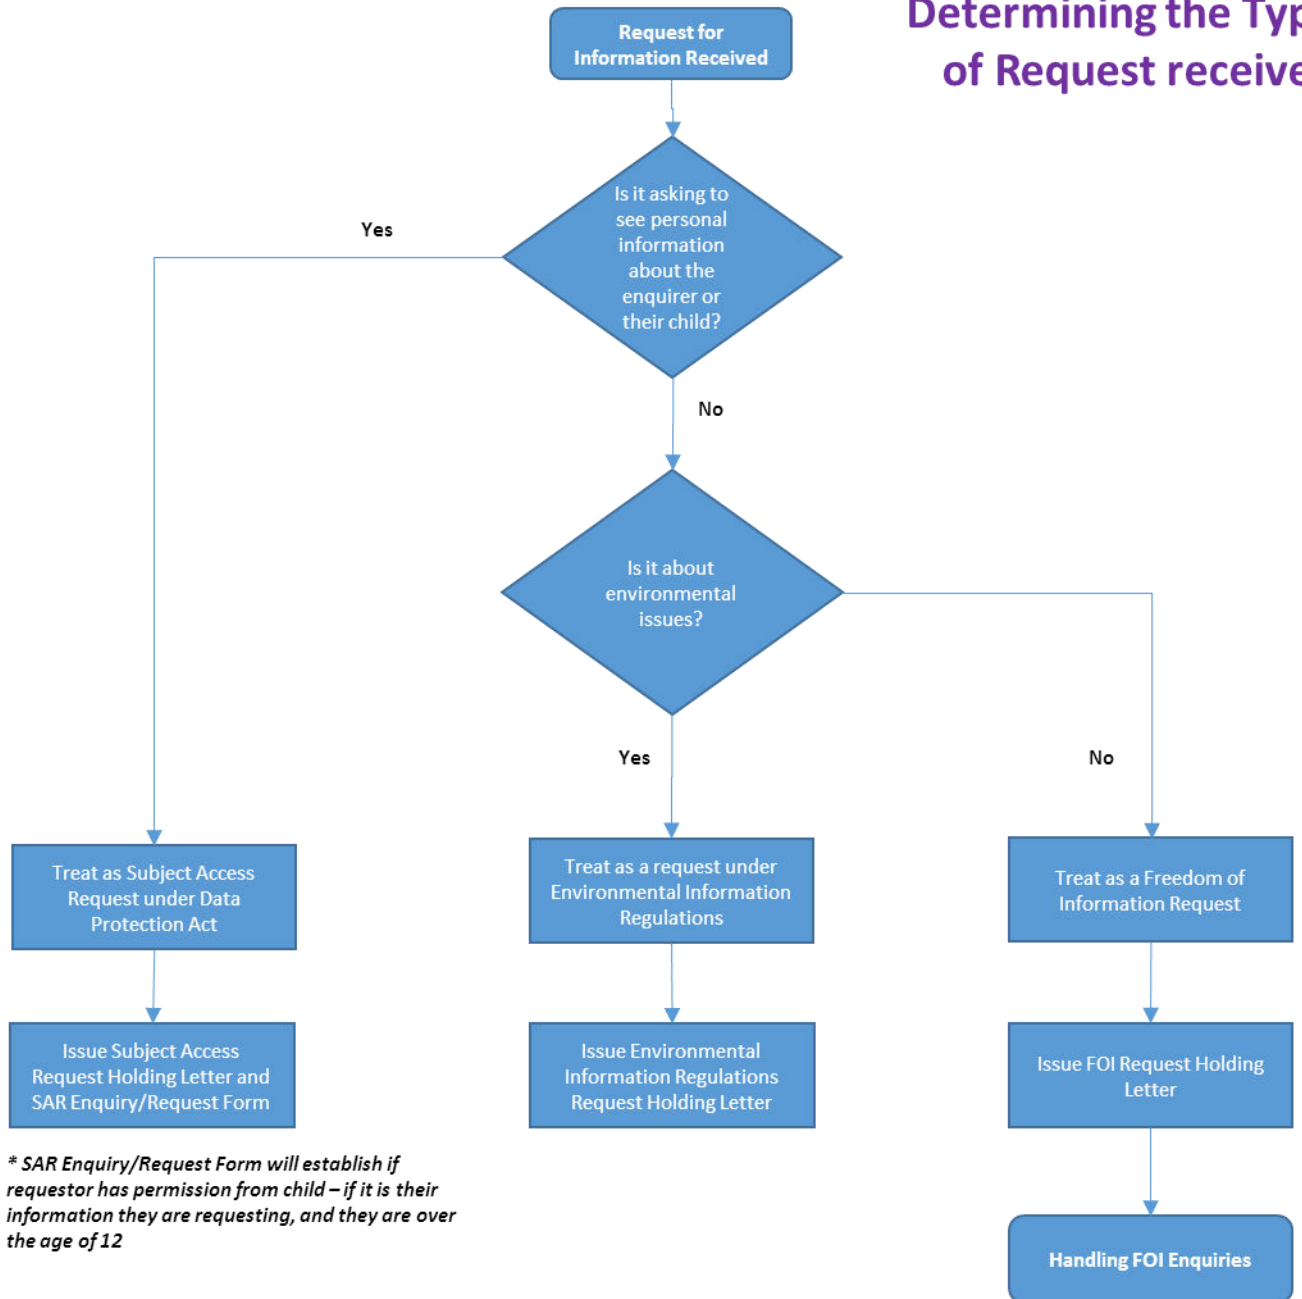 Determining the Typ
of Request receive
Request for
Information Received
Is it asking to
see personal
information
about the
enquirer or
their child?
Yes
No
Is it about
environmental
issues?
Yes
No
Treat as Subject Access
Request under Data
Protection Act
Treat as a request under
Environmental Information
Regulations
Treat as a Freedom of
Information Request
Issue Subject Access
Request Holding Letter and
SAR Enquiry/Request Form
Issue Environmental
Information Regulations
Request Holding Letter
Issue FOI Request Holding
Letter
* SAR Enquiry/Request Form will establish if
requestor has permission from child – if it is their
information they are requesting, and they are over
the age of 12
Handling FOI Enquiries